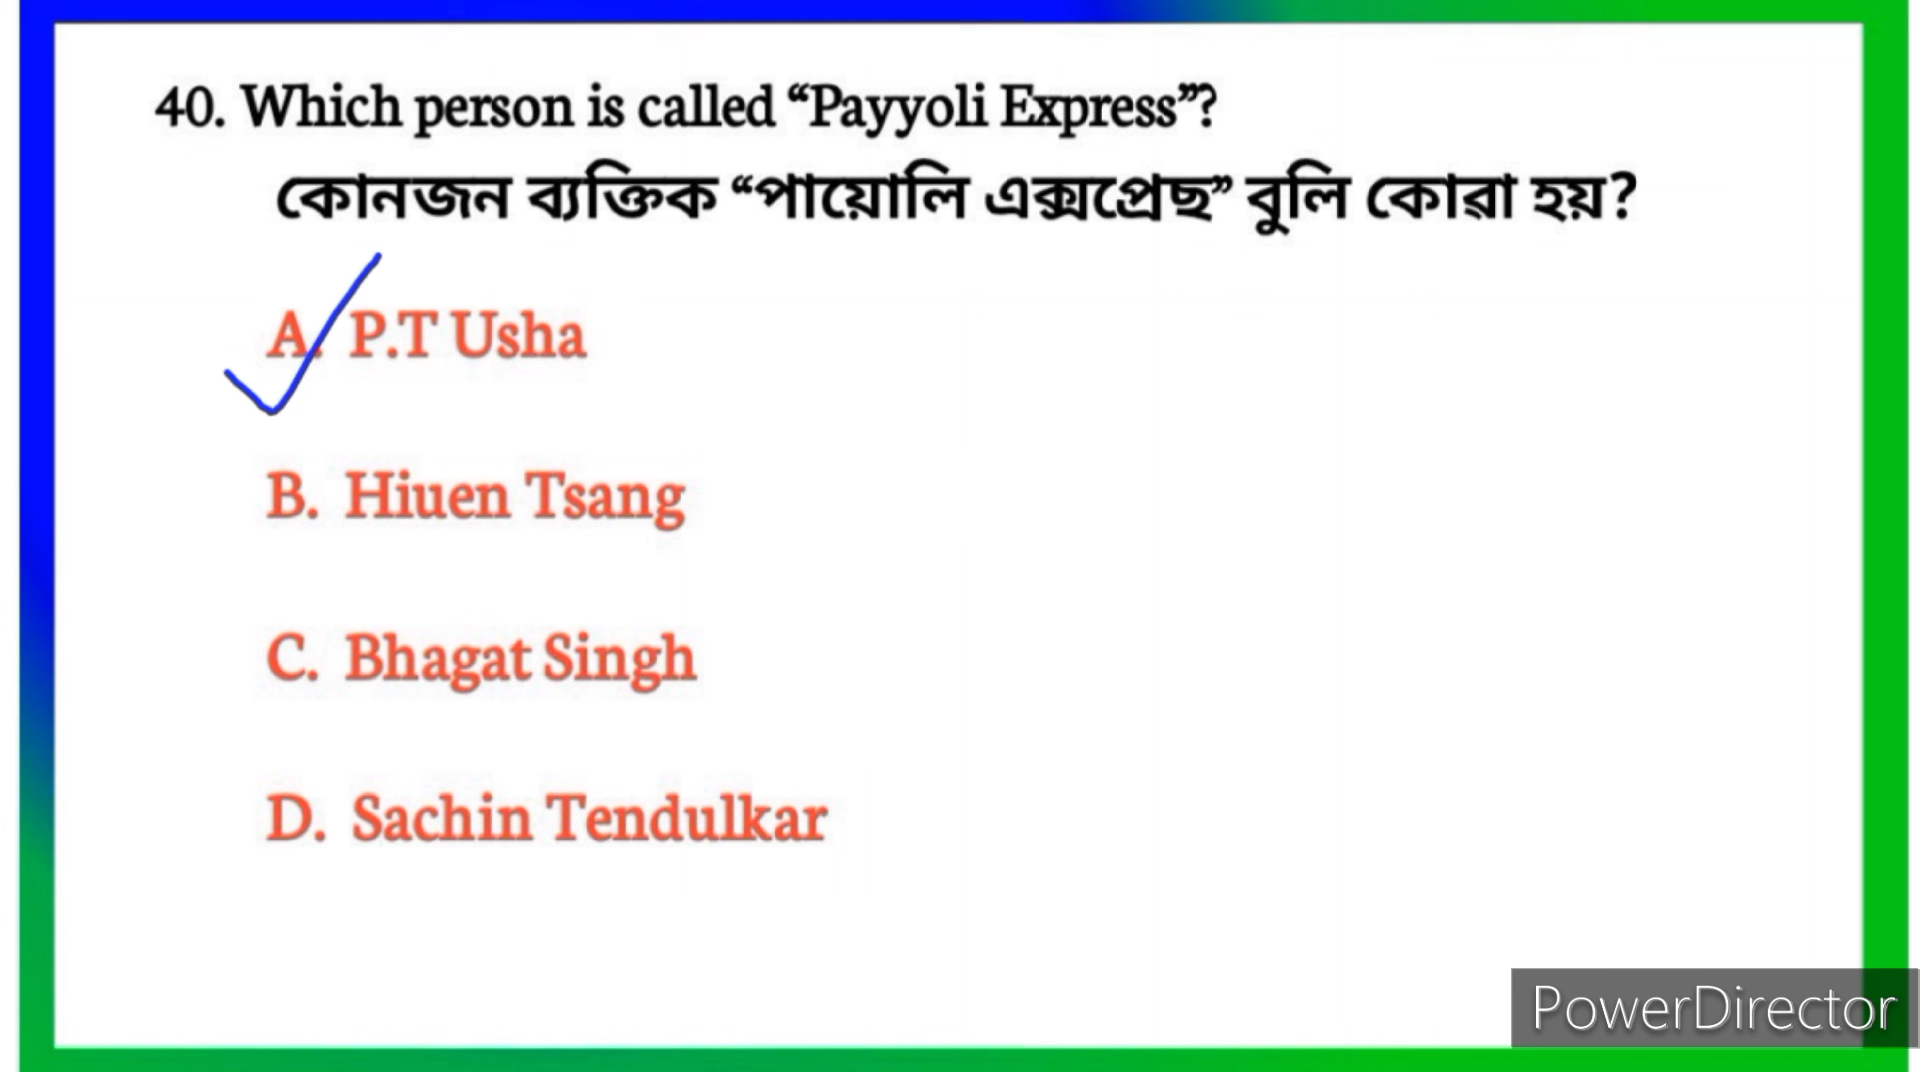 40. Which person is called “Payyoli Express”?
কোনজন ব্যক্তিক “পায়োলি এক্সপ্ৰেছ” বুলি কোৱা হয়?
A. P.T Usha
B. Hiuen Tsang
C. Bhagat Singh
D. Sachin Tendulkar
PowerDirector